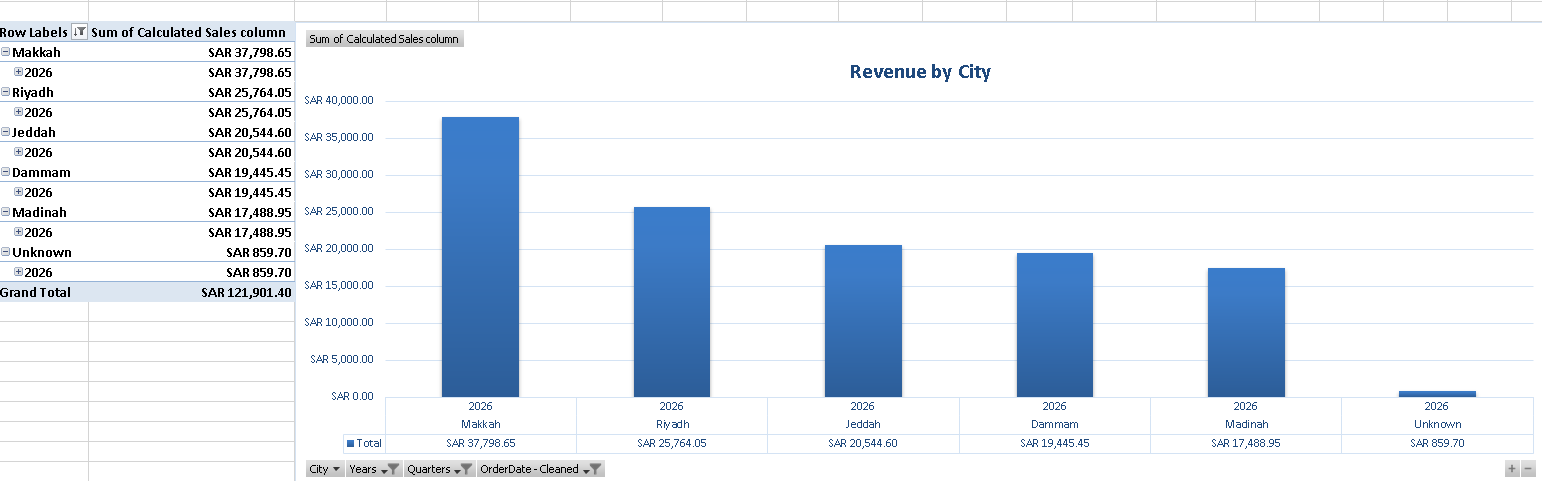 Row Labels Sum of Calculated Sales column
Makkah SAR 37,798.65
2026 SAR 37,798.65
Riyadh SAR 25,764.05
2026 SAR 25,764.05
Jeddah SAR 20,544.60
2026 SAR 20,544.60
Dammam SAR 19,445.45
2026 SAR 19,445.45
Madinah SAR 17,488.95
2026 SAR 17,488.95
Unknown SAR 859.70
2026 SAR 859.70
Grand Total SAR 121,901.40
Sum of Calculated Sales column
Revenue by City
SAR 40,000.00
SAR 35,000.00
SAR 30,000.00
SAR 25,000.00
SAR 20,000.00
SAR 15,000.00
SAR 10,000.00
SAR 5,000.00
SAR 0.00
2026 2026 2026 2026 2026 2026
Makkah Riyadh Jeddah Dammam Madinah Unknown
Total SAR 37,798.65 SAR 25,764.05 SAR 20,544.60 SAR 19,445.45 SAR 17,488.95 SAR 859.70
City Years Quarters OrderDate - Cleaned